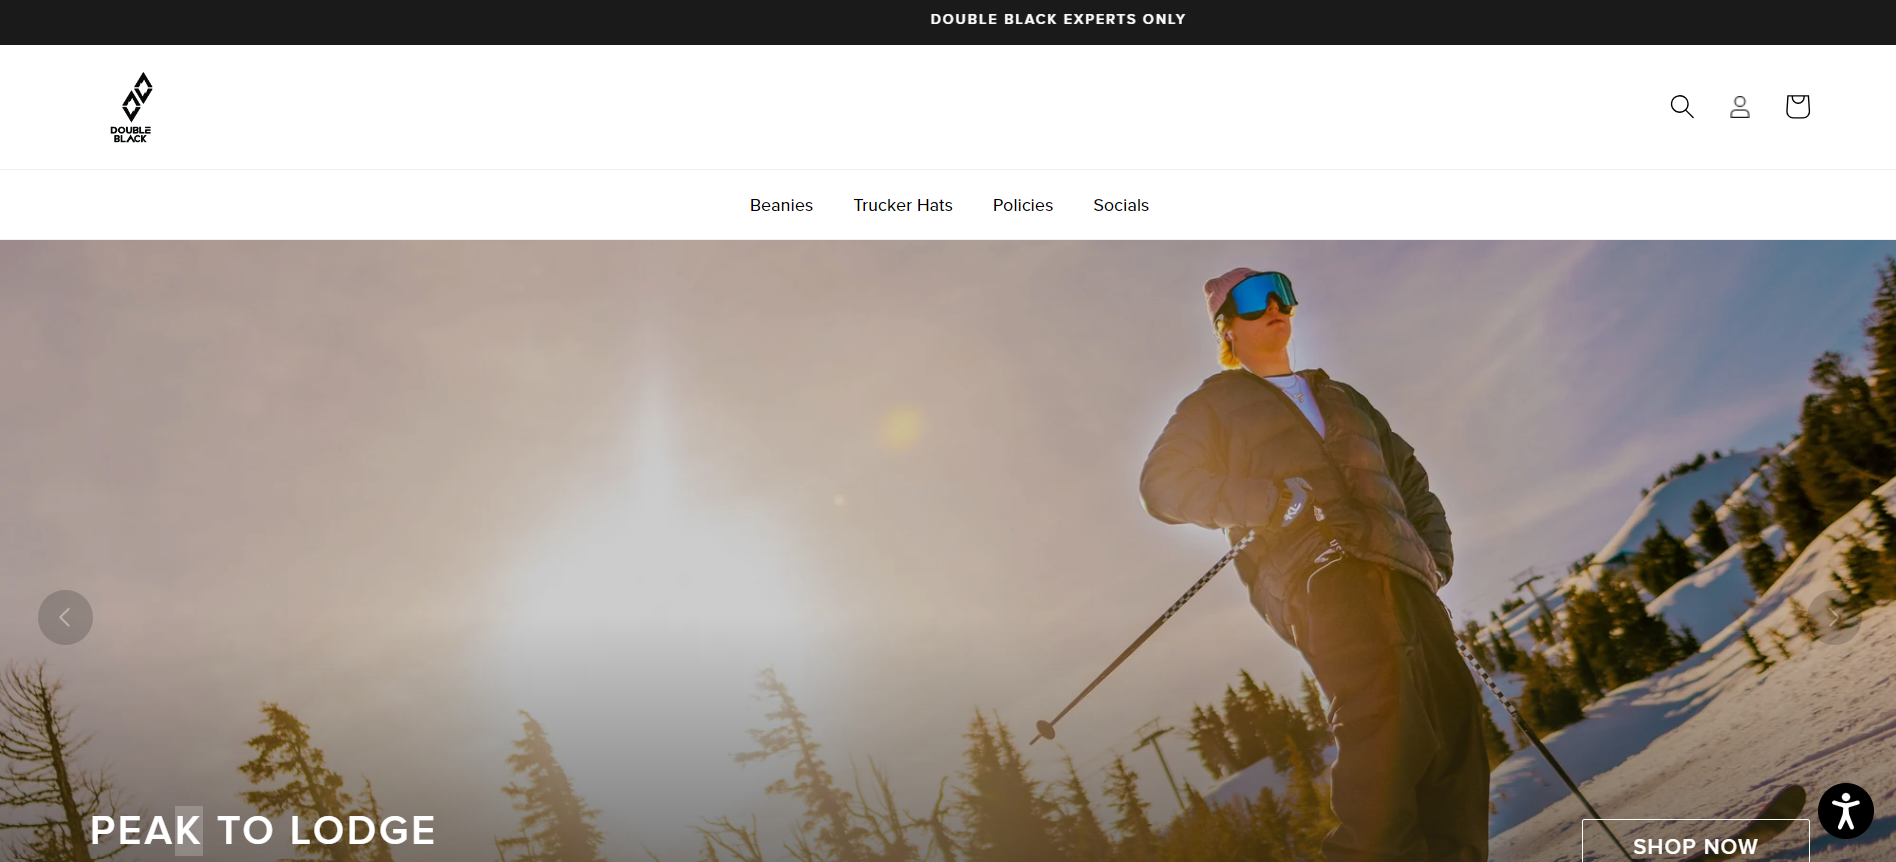 DOUBLE BLACK EXPERTS ONLY
DOUBLE
BLACK
Beanies Trucker Hats Policies Socials
PEAK TO LODGE
SHOP NOW